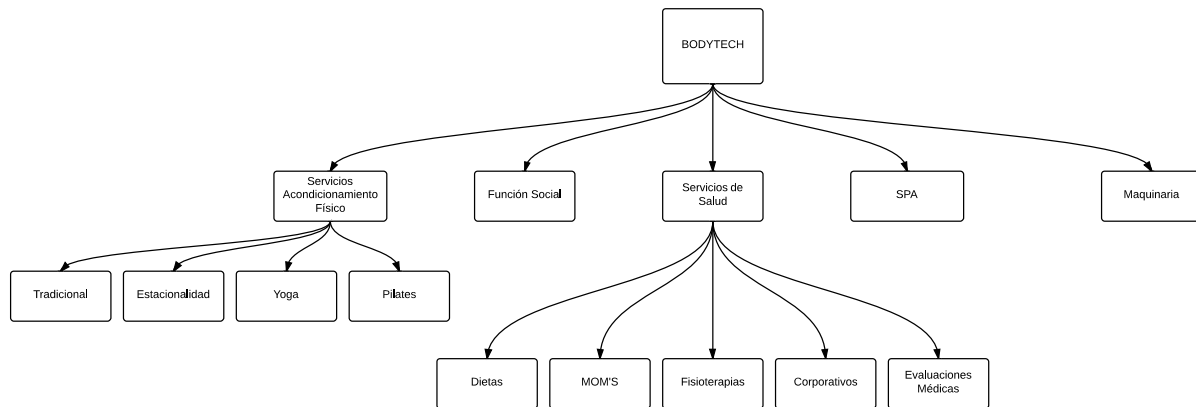 BODYTECH
Servicios
Acondicionamiento
Físico
Función Social
Servicios de
Salud
SPA
Maquinaria
Tradicional
Estacionalidad
Yoga
Pilates
Dietas
MOM'S
Fisioterapias
Corporativos
Evaluaciones
Médicas